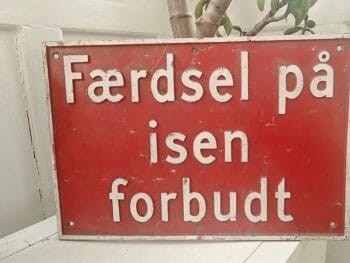 Færdsel på
isen
forbudt